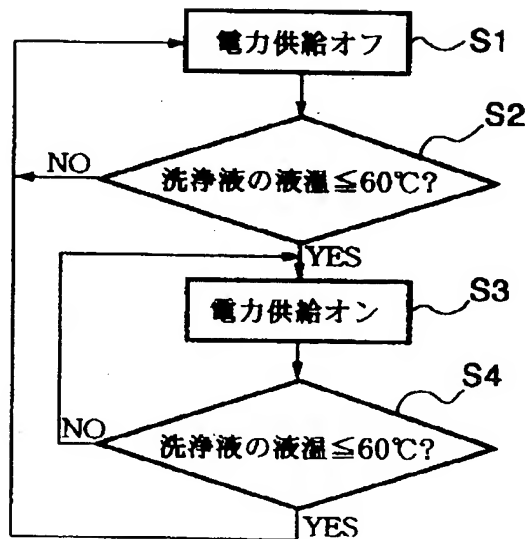 電力供給オフ
S1
S2
洗浄液の液温≦60℃?
NO
YES
電力供給オン
S3
S4
洗浄液の液温≦60℃?
NO
YES